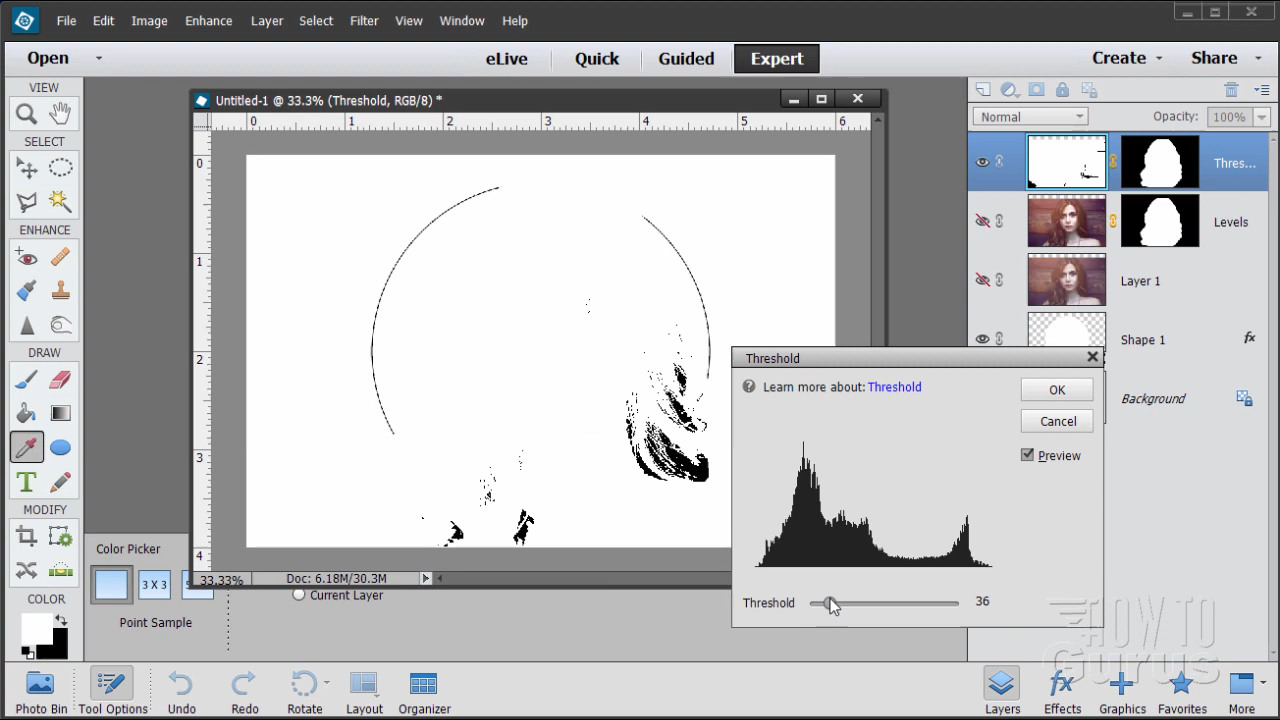 File Edit Image Enhance Layer Select Filter View Window Help
Open eLive Quick Guided Expert Create Share
VIEW
SELECT
ENHANCE
DRAW
MODIFY
COLOR
Untitled-1 @ 33.3% (Threshold, RGB/8) *
0 1 2 3 4 5 6
0
1
2
3
4
33.33% Doc: 6.18M/30.3M
Normal Opacity: 100%
Thres...
Levels
Layer 1
Shape 1 fx
Background
Threshold
Learn more about: Threshold
OK
Cancel
Preview
Threshold 36
Color Picker
3 X 3
Current Layer
Point Sample
HOW TO
Gurus
Photo Bin Tool Options Undo Redo Rotate Layout Organizer Layers Effects Graphics Favorites More